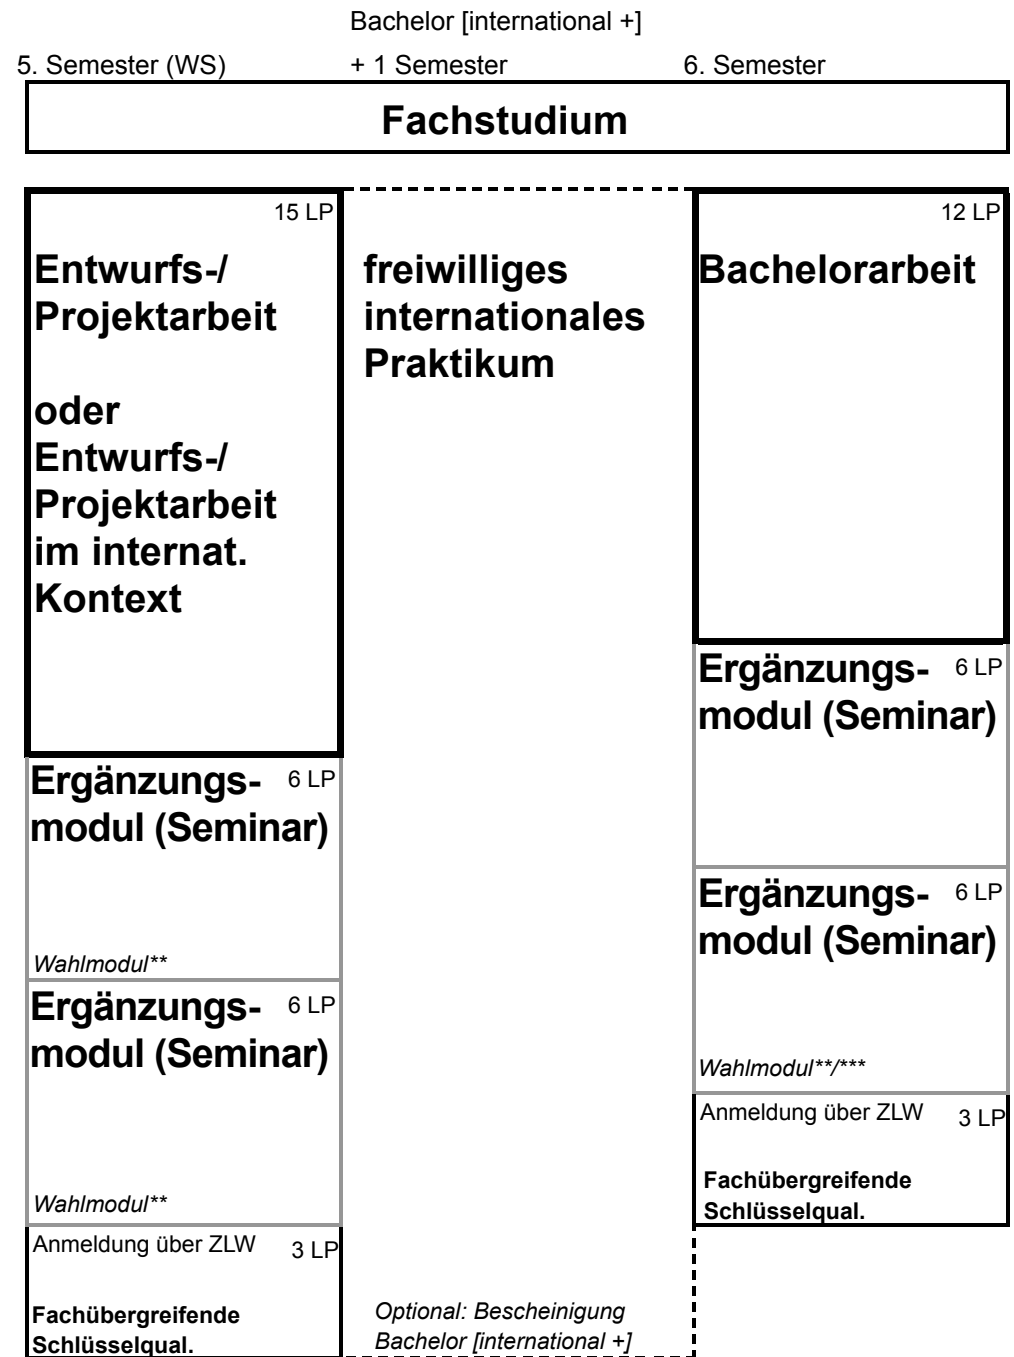 Bachelor [international +]
5. Semester (WS)
+ 1 Semester
6. Semester
Fachstudium
15 LP
Entwurfs-/
Projektarbeit
oder
Entwurfs-/
Projektarbeit
im internat.
Kontext
6 LP
Ergänzungs-
modul (Seminar)
Wahlmodul**
6 LP
Ergänzungs-
modul (Seminar)
Wahlmodul**
Anmeldung über ZLW
3 LP
Fachübergreifende
Schlüsselqual.
freiwilliges
internationales
Praktikum
Optional: Bescheinigung
Bachelor [international +]
12 LP
Bachelorarbeit
6 LP
Ergänzungs-
modul (Seminar)
6 LP
Ergänzungs-
modul (Seminar)
Wahlmodul**/***
Anmeldung über ZLW
3 LP
Fachübergreifende
Schlüsselqual.